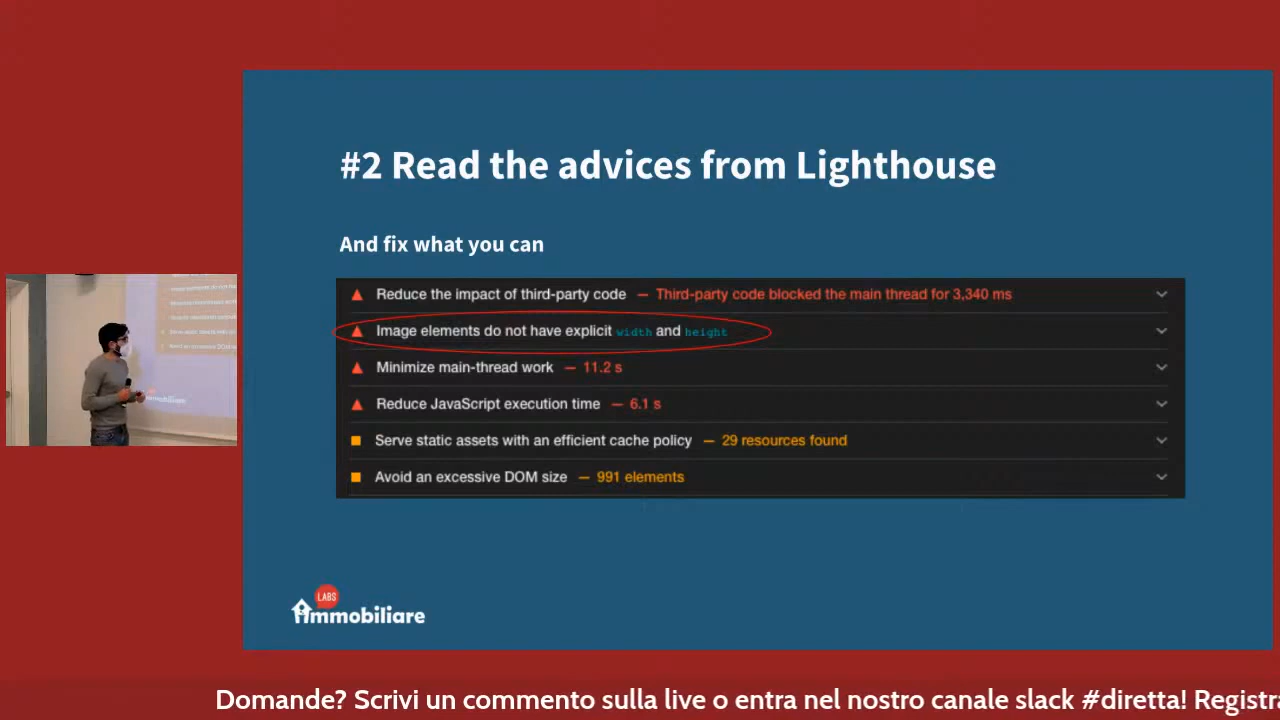 #2 Read the advices from Lighthouse
And fix what you can
Reduce the impact of third-party code — Third-party code blocked the main thread for 3,340 ms
Image elements do not have explicit width and height
Minimize main-thread work — 11.2 s
Reduce JavaScript execution time — 6.1 s
Serve static assets with an efficient cache policy — 29 resources found
Avoid an excessive DOM size — 991 elements
LABS
immobiliare
Domande? Scrivi un commento sulla live o entra nel nostro canale slack #diretta! Registra